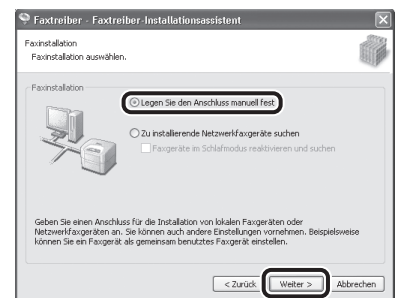 Faxtreiber - Faxtreiber-Installationsassistent
Faxinstallation
Faxinstallation auswählen.
Faxinstallation
Legen Sie den Anschluss manuell fest
Zu installierende Netzwerkfaxgeräte suchen
Faxgeräte im Schlafmodus reaktivieren und suchen
Geben Sie einen Anschluss für die Installation von lokalen Faxgeräten oder
Netzwerkfaxgeräten an. Sie können auch andere Einstellungen vornehmen. Beispielsweise
können Sie ein Faxgerät als gemeinsam benutztes Faxgerät einstellen.
< Zurück Weiter > Abbrechen